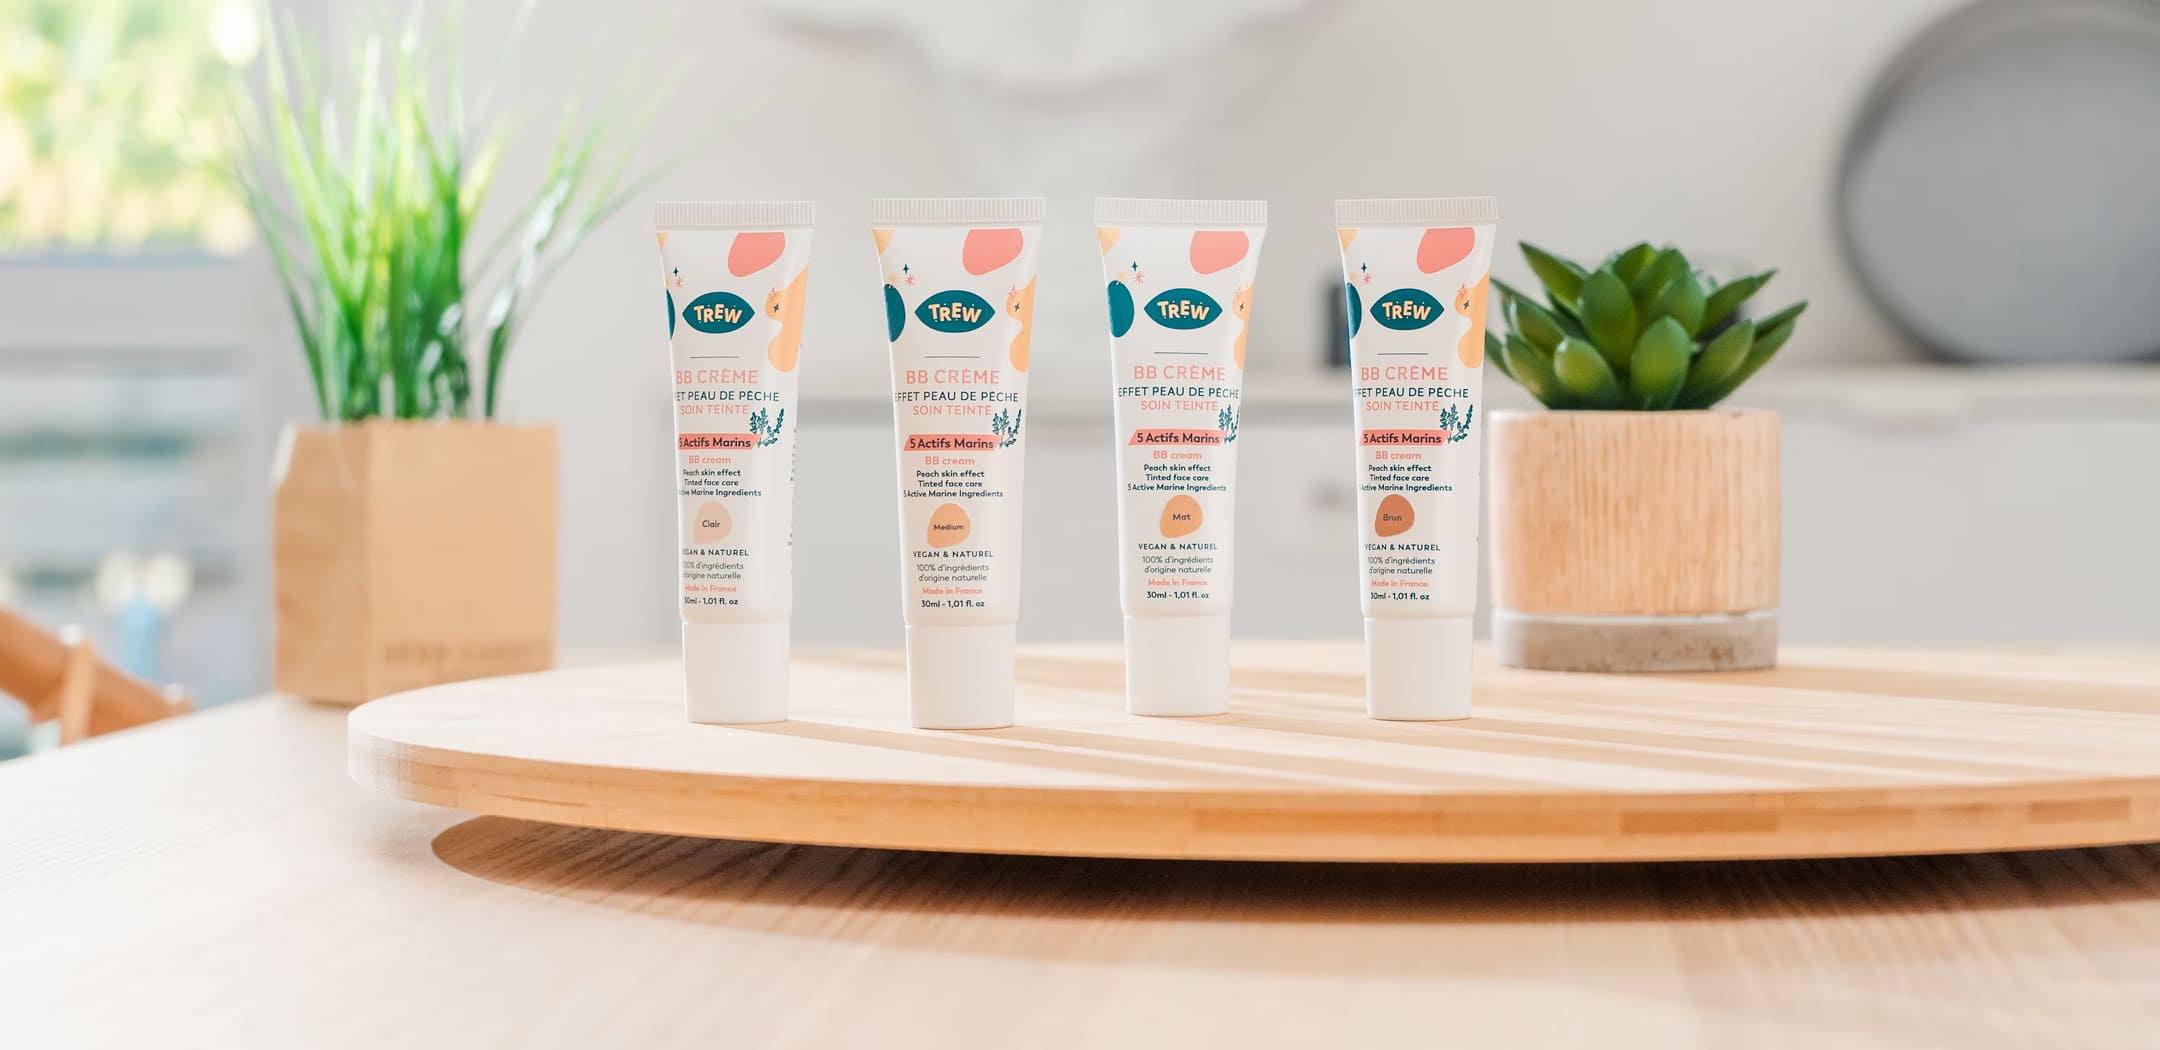 TREW
BB CRÈME
EFFET PEAU DE PÊCHE
SOIN TEINTÉ
5 Actifs Marins
BB cream
Peach skin effect
Tinted face care
Active Marine Ingredients
Clair
VEGAN & NATUREL
100% d'ingrédients
d'origine naturelle
Made in France
30ml - 1,01 fl. oz
TREW
BB CRÈME
EFFET PEAU DE PÊCHE
SOIN TEINTÉ
5 Actifs Marins
BB cream
Peach skin effect
Tinted face care
5 Active Marine Ingredients
Medium
VEGAN & NATUREL
100% d'ingrédients
d'origine naturelle
Made in France
30ml - 1,01 fl. oz
TREW
BB CRÈME
EFFET PEAU DE PÊCHE
SOIN TEINTÉ
5 Actifs Marins
BB cream
Peach skin effect
Tinted face care
5 Active Marine Ingredients
Mat
VEGAN & NATUREL
100% d'ingrédients
d'origine naturelle
Made in France
30ml - 1,01 fl. oz
TREW
BB CRÈME
EFFET PEAU DE PÊCHE
SOIN TEINTÉ
5 Actifs Marins
BB cream
Peach skin effect
Tinted face care
5 Active Marine Ingredients
Brun
VEGAN & NATUREL
100% d'ingrédients
d'origine naturelle
Made in France
30ml - 1,01 fl. oz